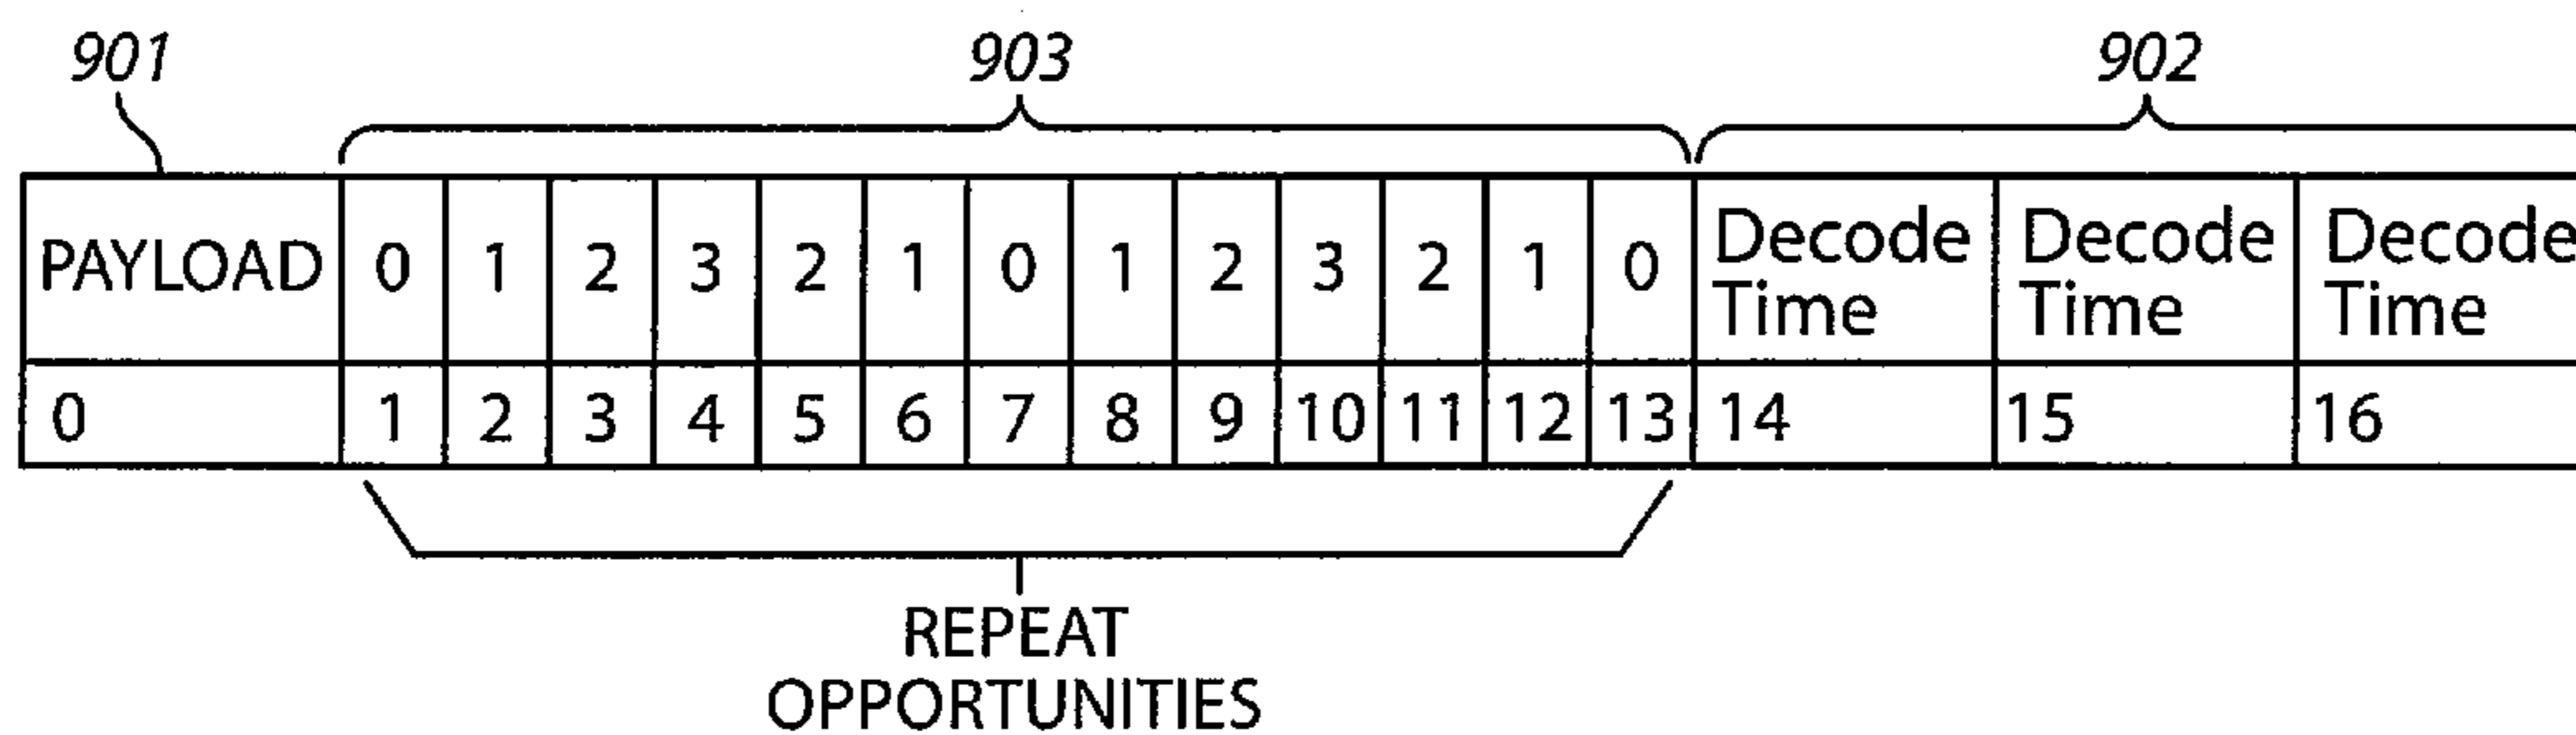 901 903 902
PAYLOAD 0 1 2 3 2 1 0 1 2 3 2 1 0 Decode Decode Decode
Time Time Time
0 1 2 3 4 5 6 7 8 9 10 11 12 13 14 15 16
REPEAT
OPPORTUNITIES